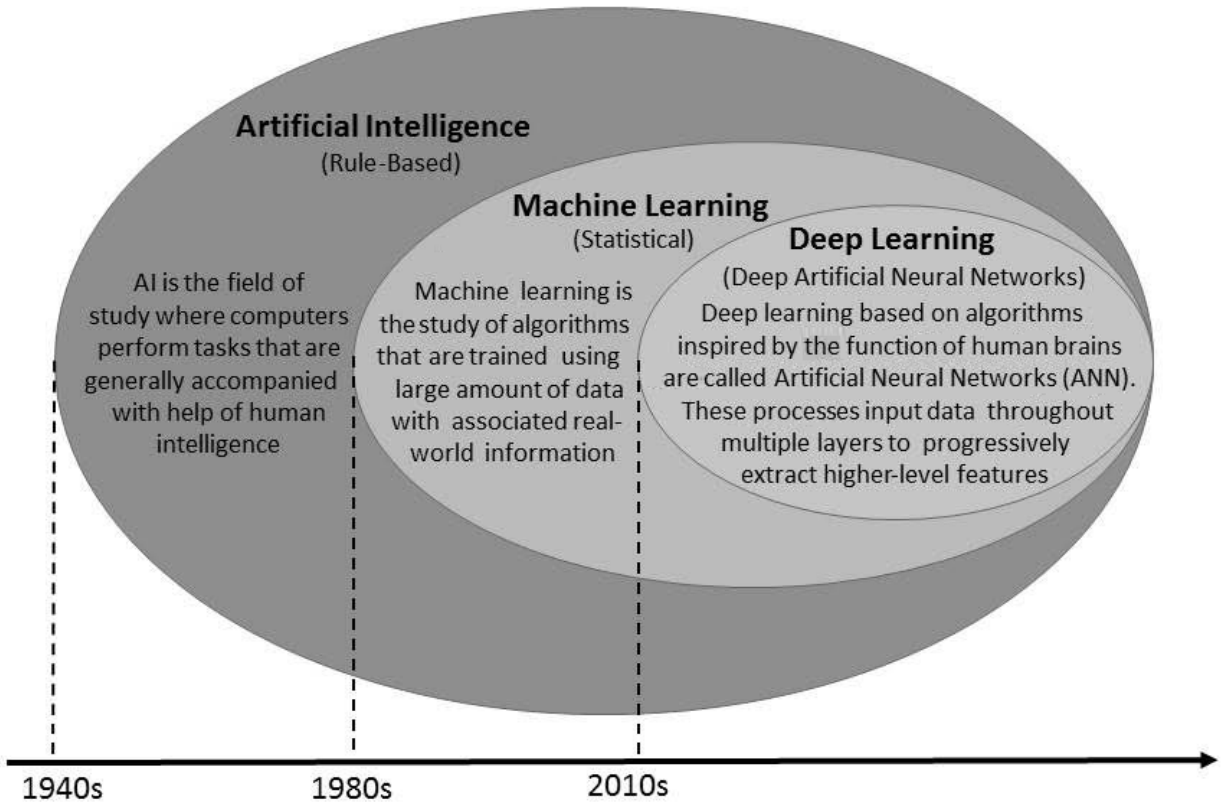 Artificial Intelligence
(Rule-Based)
AI is the field of
study where computers
perform tasks that are
generally accompanied
with help of human
intelligence
Machine Learning
(Statistical)
Machine learning is
the study of algorithms
that are trained using
large amount of data
with associated real-
world information
Deep Learning
(Deep Artificial Neural Networks)
Deep learning based on algorithms
inspired by the function of human brains
are called Artificial Neural Networks (ANN).
These processes input data throughout
multiple layers to progressively
extract higher-level features
1940s
1980s
2010s